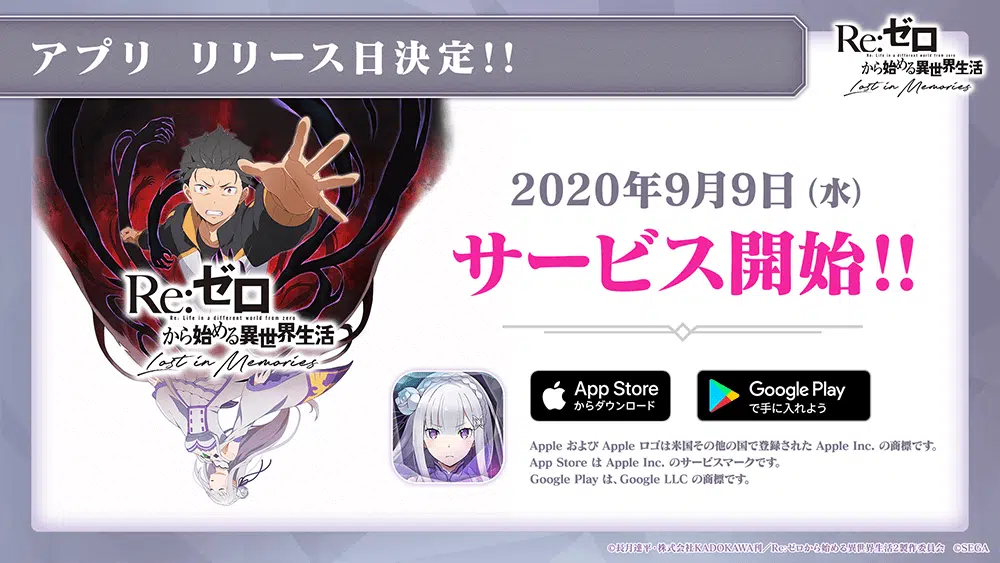 アプリ リリース日決定!!
Re:ゼロ
Re: Life in a different world from zero
から始める異世界生活
Lost in Memories
2020年9月9日(水)
サービス開始!!
Re:ゼロ
Re: Life in a different world from zero
から始める異世界生活
Lost in Memories
App Store
からダウンロード
Google Play
で手に入れよう
Apple および Apple ロゴは米国その他の国で登録された Apple Inc. の商標です。
App Store は Apple Inc. のサービスマークです。
Google Play は、Google LLC の商標です。
©長月達平・株式会社KADOKAWA刊/Re:ゼロから始める異世界生活2製作委員会 ©SEGA